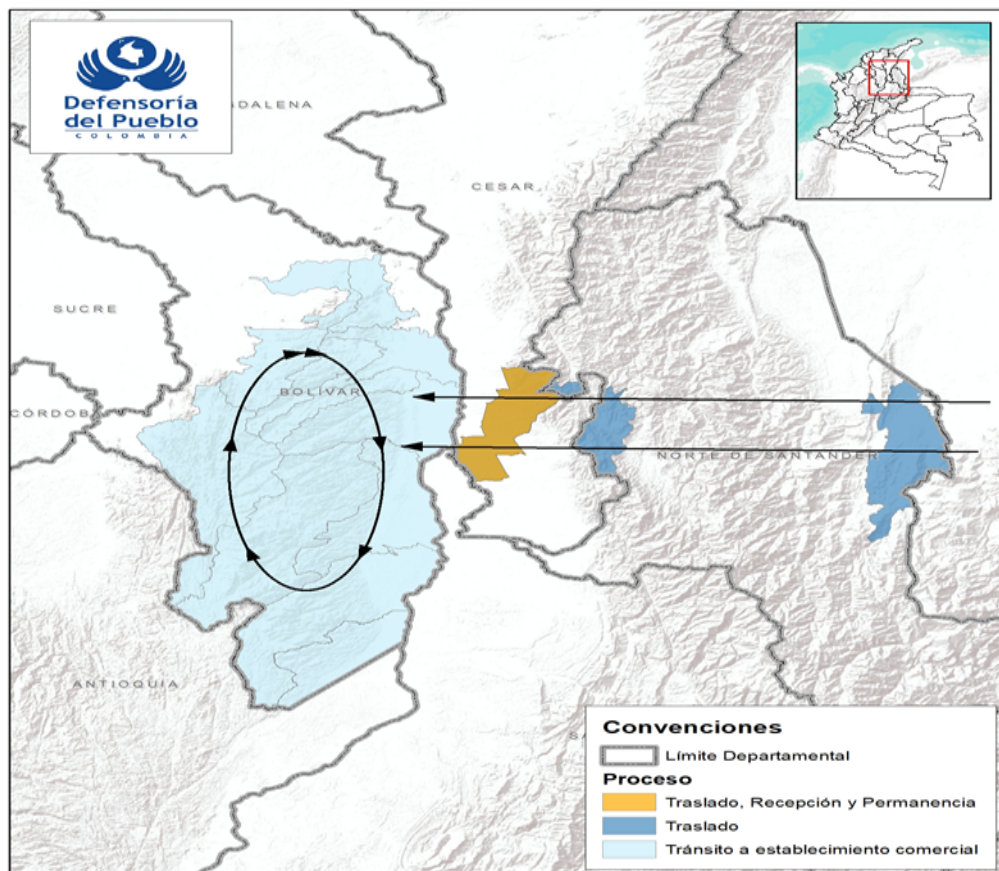 Defensoría
del Pueblo
COLOMBIA
DALENA
CESAR
SUCRE
BOLÍVAR
CÓRDOB
NORTE DE SANTANDER
ANTIOQUIA
Convenciones
Límite Departamental
Proceso
Traslado, Recepción y Permanencia
Traslado
Tránsito a establecimiento comercial